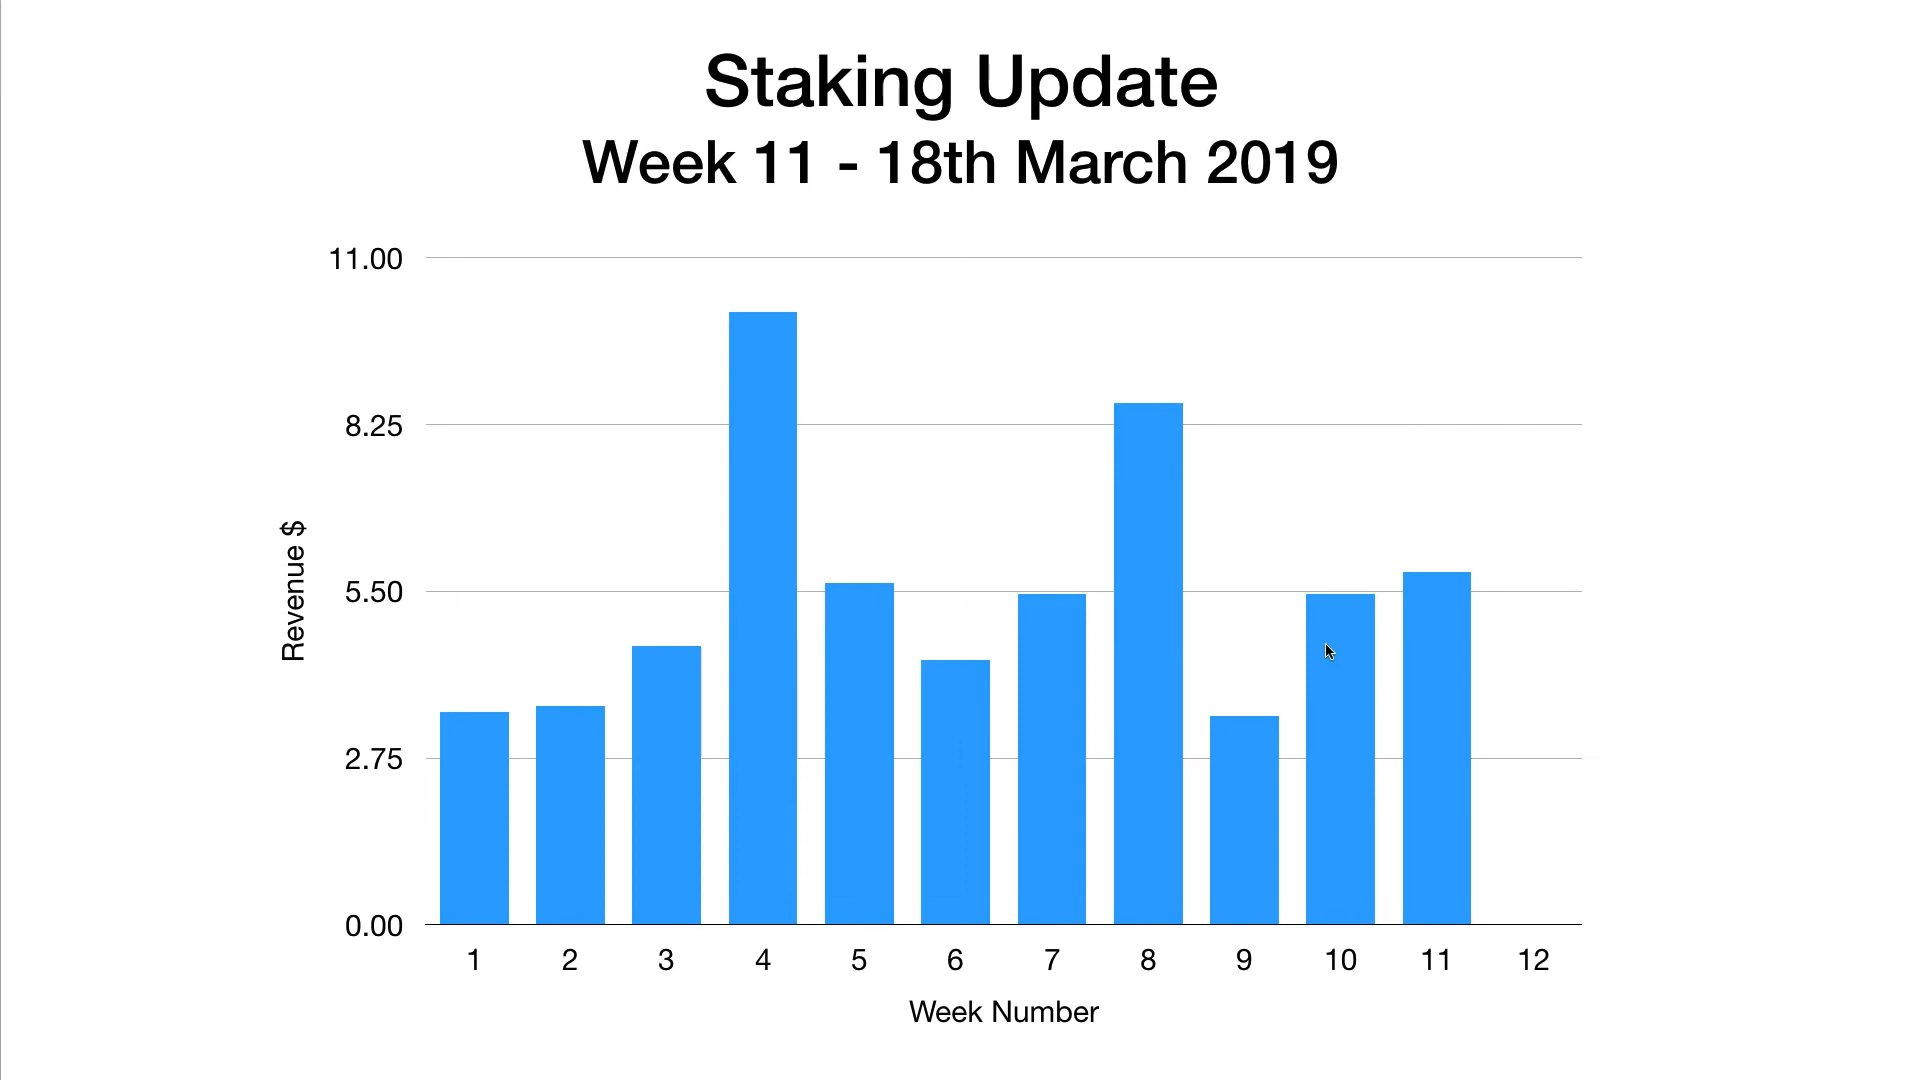 Staking Update
Week 11 - 18th March 2019
11.00
8.25
5.50
2.75
0.00
Revenue $
1 2 3 4 5 6 7 8 9 10 11 12
Week Number